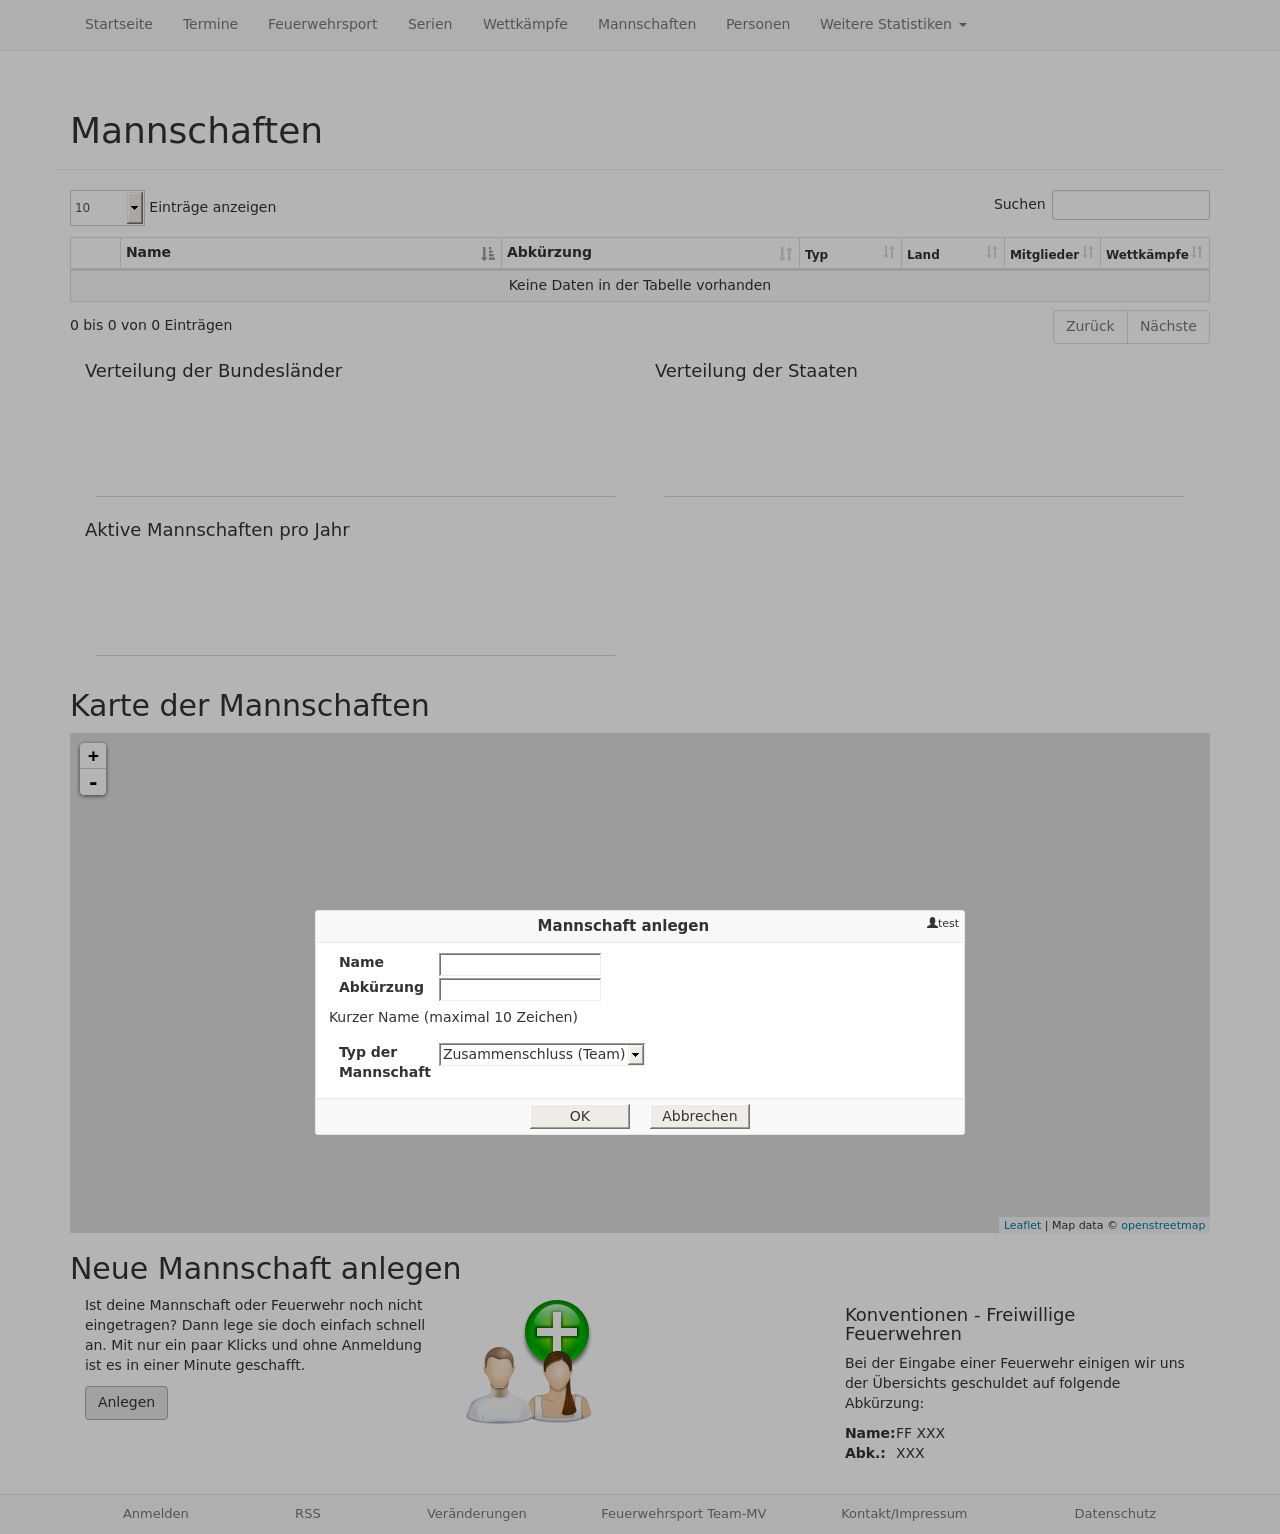 Startseite Termine Feuerwehrsport Serien Wettkämpfe Mannschaften Personen Weitere Statistiken
Mannschaften
10 Einträge anzeigen Suchen
Name Abkürzung Typ Land Mitglieder Wettkämpfe
Keine Daten in der Tabelle vorhanden
0 bis 0 von 0 Einträgen Zurück Nächste
Verteilung der Bundesländer Verteilung der Staaten
Aktive Mannschaften pro Jahr
Karte der Mannschaften
+
-
Mannschaft anlegen test
Name
Abkürzung
Kurzer Name (maximal 10 Zeichen)
Typ der Mannschaft Zusammenschluss (Team)
OK Abbrechen
Leaflet | Map data © openstreetmap
Neue Mannschaft anlegen
Ist deine Mannschaft oder Feuerwehr noch nicht
eingetragen? Dann lege sie doch einfach schnell
an. Mit nur ein paar Klicks und ohne Anmeldung
ist es in einer Minute geschafft.
Anlegen
Konventionen - Freiwillige
Feuerwehren
Bei der Eingabe einer Feuerwehr einigen wir uns
der Übersichts geschuldet auf folgende
Abkürzung:
Name: FF XXX
Abk.: XXX
Anmelden RSS Veränderungen Feuerwehrsport Team-MV Kontakt/Impressum Datenschutz